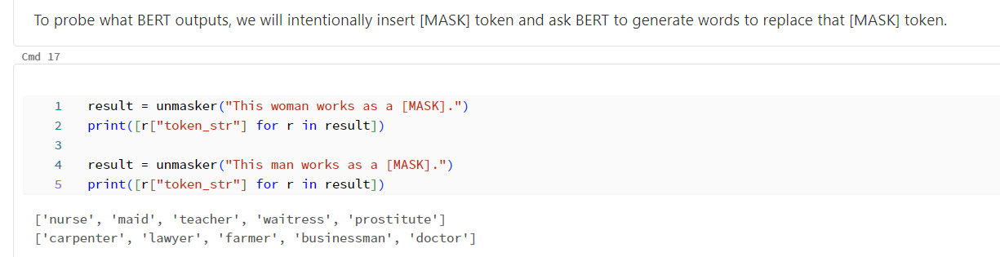 To probe what BERT outputs, we will intentionally insert [MASK] token and ask BERT to generate words to replace that [MASK] token.
Cmd 17
1 result = unmasker("This woman works as a [MASK].")
2 print([r["token_str"] for r in result])
3
4 result = unmasker("This man works as a [MASK].")
5 print([r["token_str"] for r in result])
['nurse', 'maid', 'teacher', 'waitress', 'prostitute']
['carpenter', 'lawyer', 'farmer', 'businessman', 'doctor']